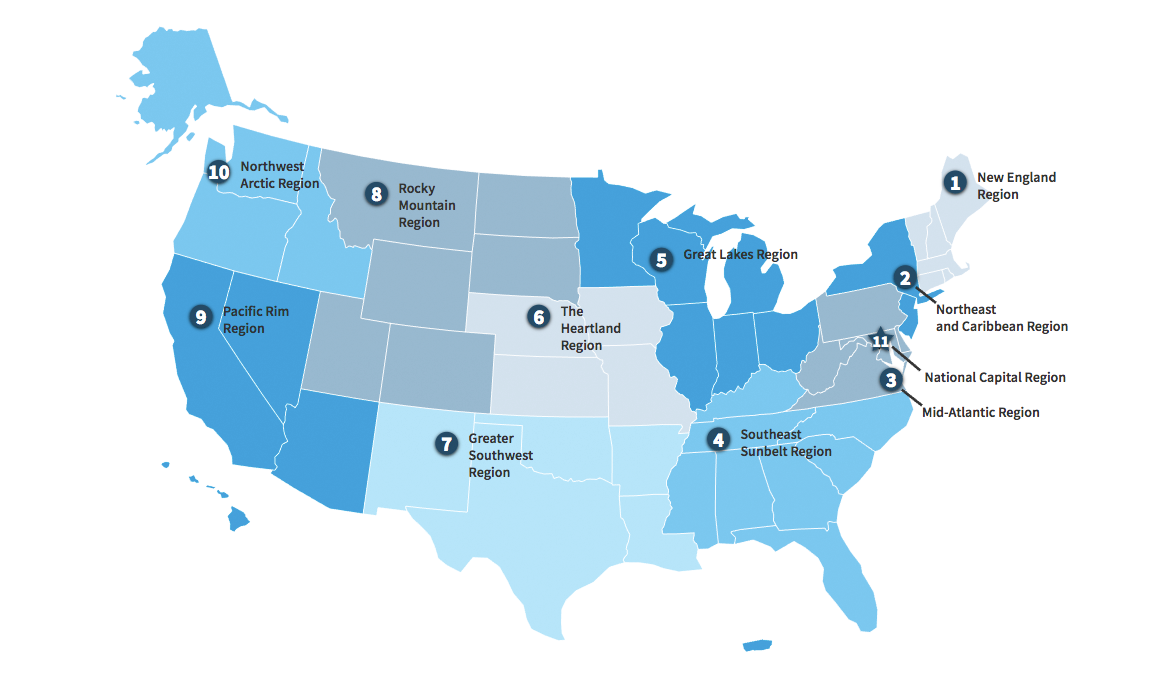 1 New England
Region
10 Northwest
Arctic Region
8 Rocky
Mountain
Region
5 Great Lakes Region
2
Northeast
and Caribbean Region
9 Pacific Rim
Region
6 The
Heartland
Region
11
National Capital Region
3
Mid-Atlantic Region
7 Greater
Southwest
Region
4 Southeast
Sunbelt Region